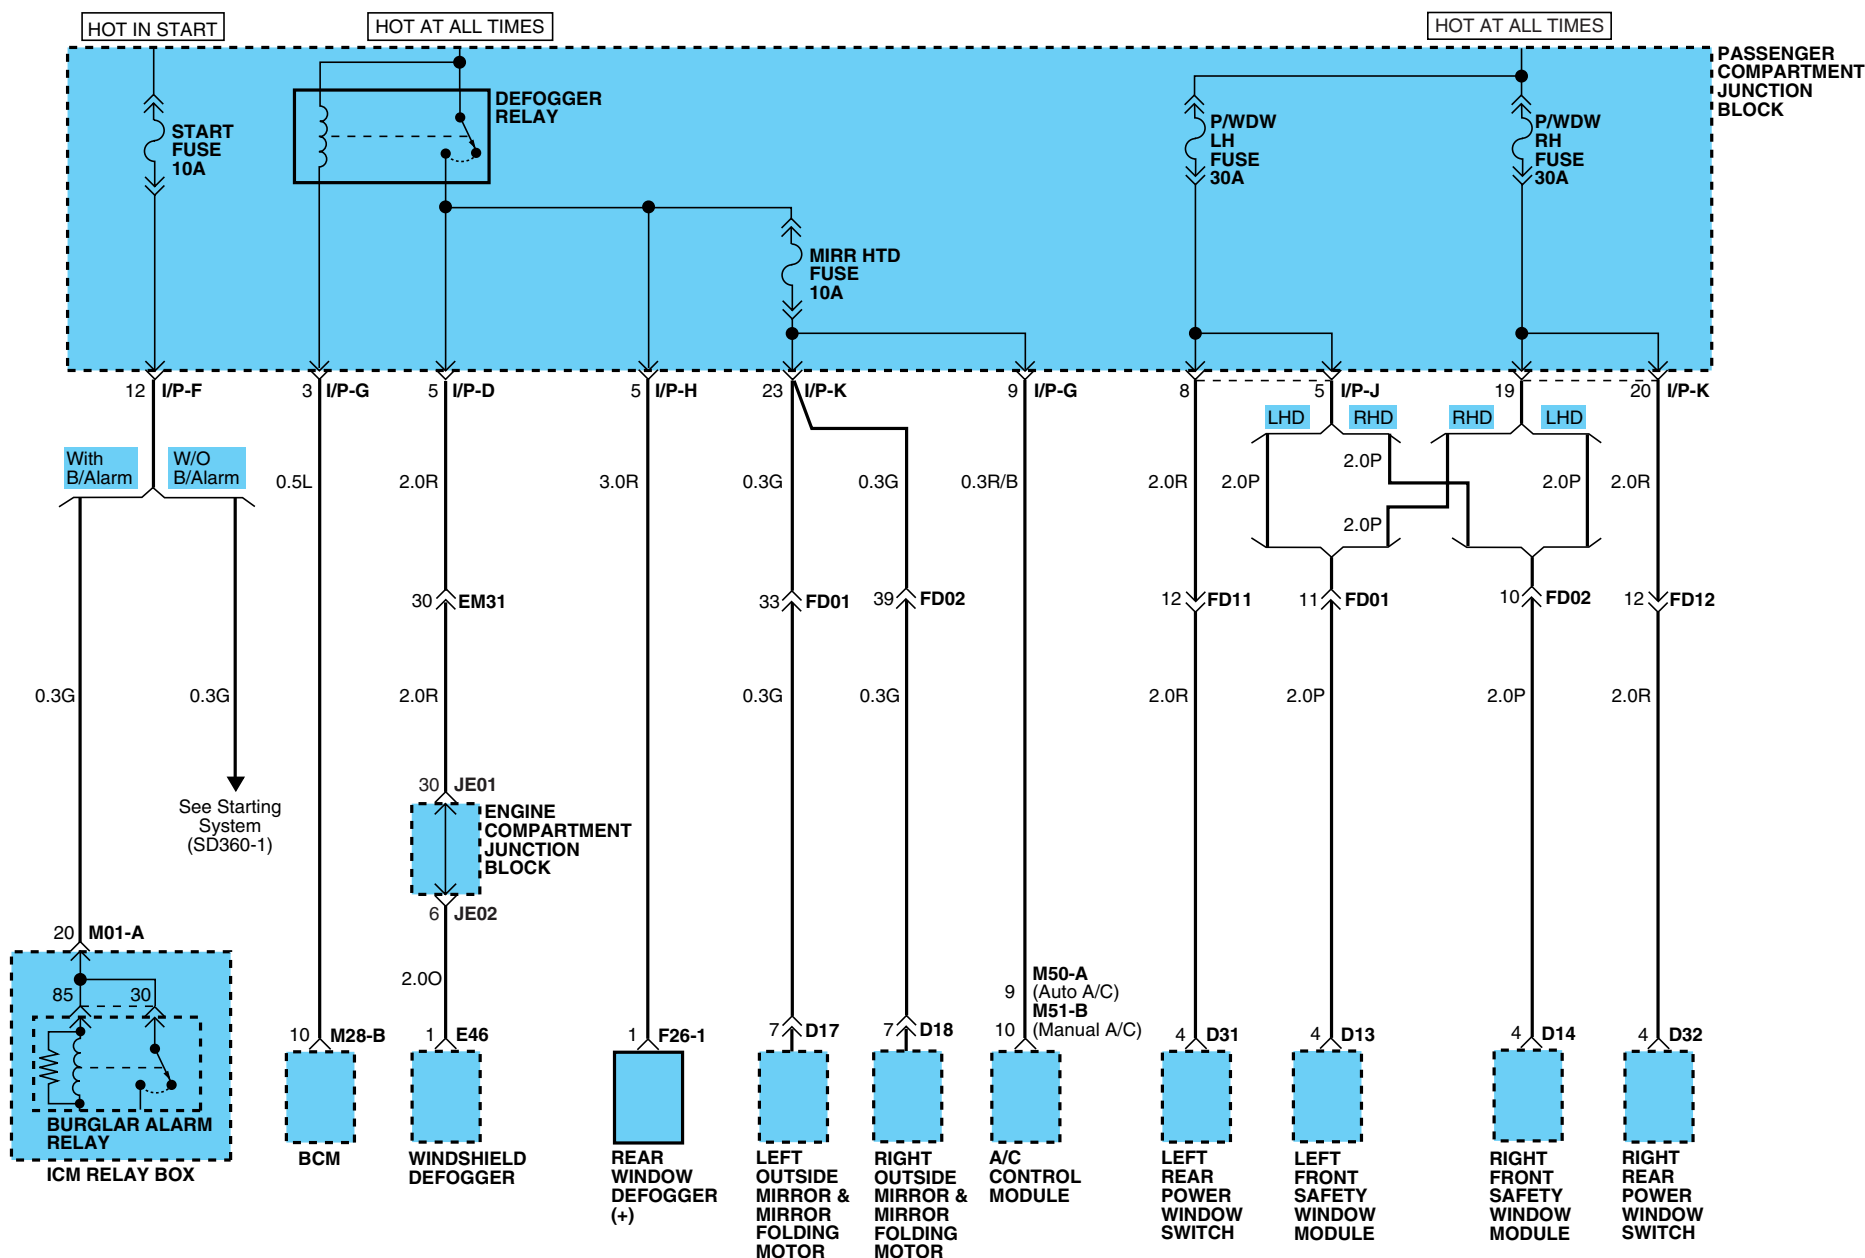 HOT IN START
HOT AT ALL TIMES
HOT AT ALL TIMES
PASSENGER
COMPARTMENT
JUNCTION
BLOCK
DEFOGGER
RELAY
START
FUSE
10A
P/WDW
LH
FUSE
30A
P/WDW
RH
FUSE
30A
MIRR HTD
FUSE
10A
12 I/P-F
3 I/P-G
5 I/P-D
5 I/P-H
23 I/P-K
9 I/P-G
8
5 I/P-J
19
20 I/P-K
LHD
RHD
RHD
LHD
With
B/Alarm
W/O
B/Alarm
0.5L
2.0R
3.0R
0.3G
0.3G
0.3R/B
2.0R
2.0P
2.0P
2.0P
2.0P
2.0R
30 EM31
33 FD01
39 FD02
12 FD11
11 FD01
10 FD02
12 FD12
0.3G
0.3G
2.0R
0.3G
0.3G
2.0R
2.0P
2.0P
2.0R
See Starting
System
(SD360-1)
30 JE01
ENGINE
COMPARTMENT
JUNCTION
BLOCK
6 JE02
2.0O
20 M01-A
85
30
BURGLAR ALARM
RELAY
ICM RELAY BOX
10 M28-B
1 E46
1 F26-1
7 D17
7 D18
M50-A
9 (Auto A/C)
M51-B
10 (Manual A/C)
4 D31
4 D13
4 D14
4 D32
BCM
WINDSHIELD
DEFOGGER
REAR
WINDOW
DEFOGGER
(+)
LEFT
OUTSIDE
MIRROR &
MIRROR
FOLDING
MOTOR
RIGHT
OUTSIDE
MIRROR &
MIRROR
FOLDING
MOTOR
A/C
CONTROL
MODULE
LEFT
REAR
POWER
WINDOW
SWITCH
LEFT
FRONT
SAFETY
WINDOW
MODULE
RIGHT
FRONT
SAFETY
WINDOW
MODULE
RIGHT
REAR
POWER
WINDOW
SWITCH